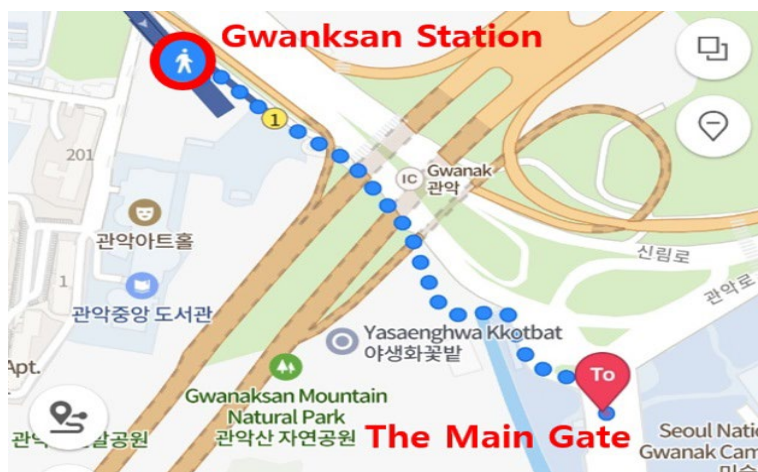 Gwanksan Station
1
201
IC
Gwanak
관악
관악아트홀
신림로
관악로
1
관악중앙 도서관
Yasaenghwa Kkotbat
야생화꽃밭
Apt.
To
Gwanaksan Mountain
Natural Park
관악산 자연공원
The Main Gate
Seoul Natio
Gwanak Cam